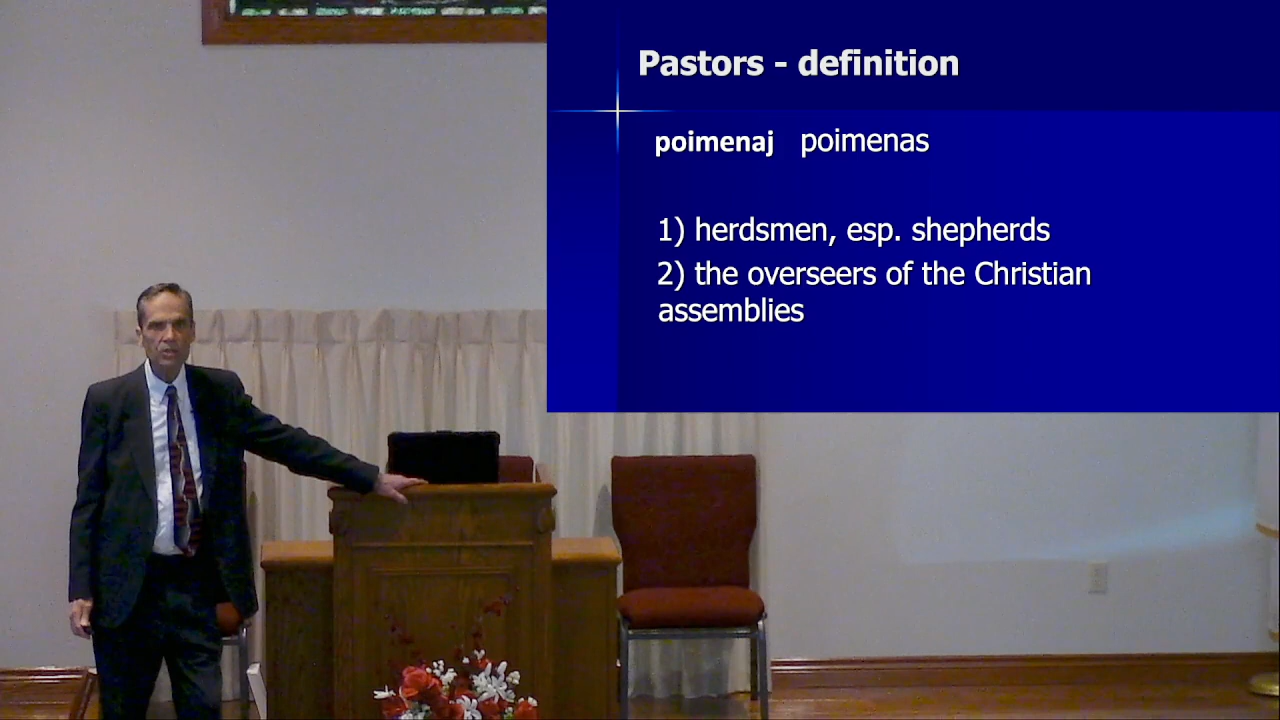 Pastors - definition
poimenaj poimenas
1) herdsmen, esp. shepherds
2) the overseers of the Christian
assemblies